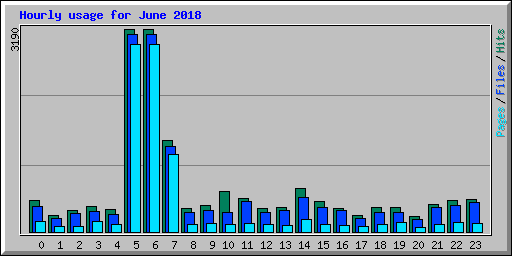 Hourly usage for June 2018
3190
Pages / Files / Hits
0 1 2 3 4 5 6 7 8 9 10 11 12 13 14 15 16 17 18 19 20 21 22 23